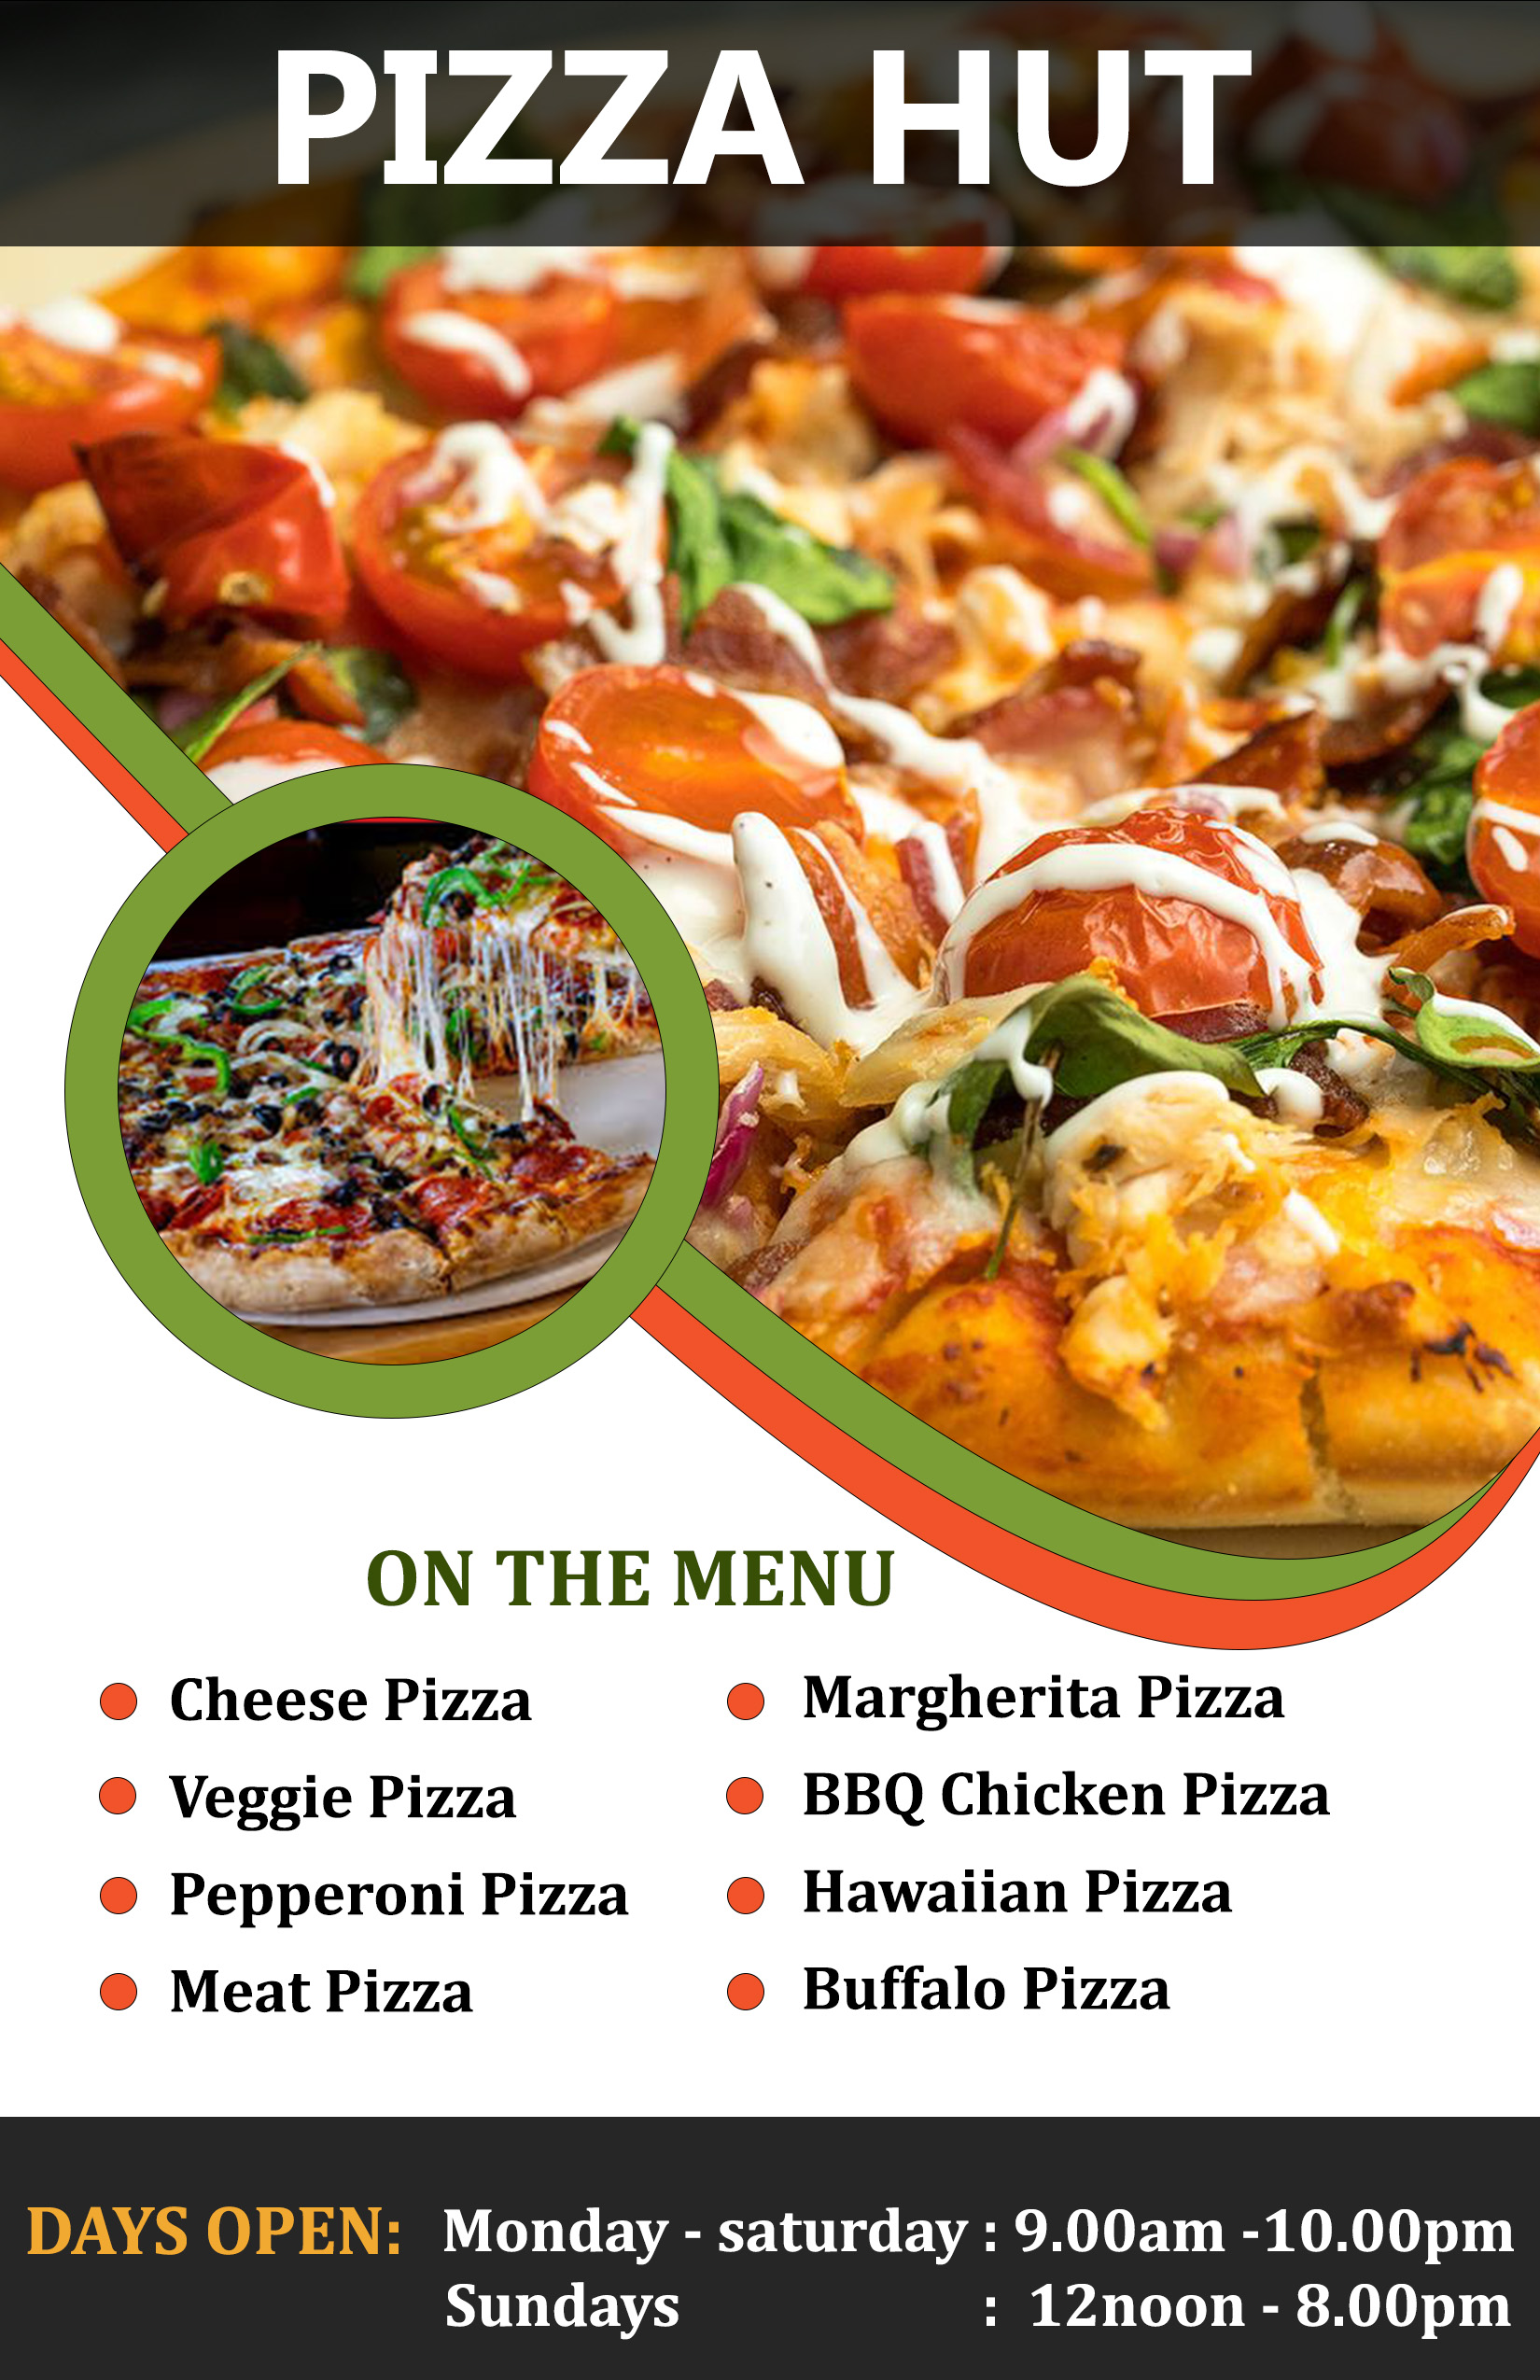 PIZZA HUT
ON THE MENU
Cheese Pizza
Veggie Pizza
Pepperoni Pizza
Meat Pizza
Margherita Pizza
BBQ Chicken Pizza
Hawaiian Pizza
Buffalo Pizza
DAYS OPEN: Monday - saturday : 9.00am -10.00pm
Sundays : 12noon - 8.00pm